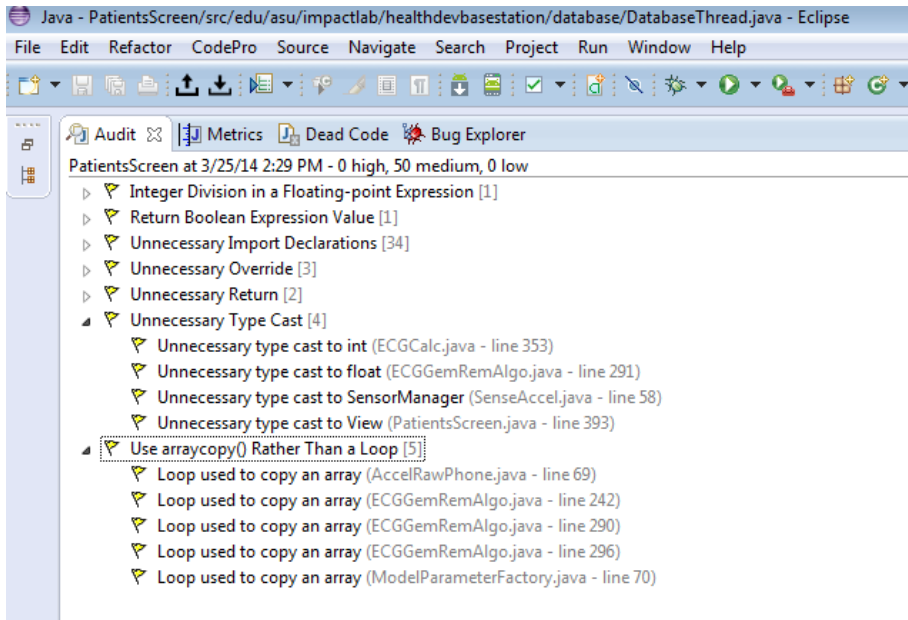 Java - PatientsScreen/src/edu/asu/impactlab/healthdevbasestation/database/DatabaseThread.java - Eclipse
File Edit Refactor CodePro Source Navigate Search Project Run Window Help
Audit Metrics Dead Code Bug Explorer
PatientsScreen at 3/25/14 2:29 PM - 0 high, 50 medium, 0 low
Integer Division in a Floating-point Expression [1]
Return Boolean Expression Value [1]
Unnecessary Import Declarations [34]
Unnecessary Override [3]
Unnecessary Return [2]
Unnecessary Type Cast [4]
Unnecessary type cast to int (ECGCalc.java - line 353)
Unnecessary type cast to float (ECGGemRemAlgo.java - line 291)
Unnecessary type cast to SensorManager (SenseAccel.java - line 58)
Unnecessary type cast to View (PatientsScreen.java - line 393)
Use arraycopy() Rather Than a Loop [5]
Loop used to copy an array (AccelRawPhone.java - line 69)
Loop used to copy an array (ECGGemRemAlgo.java - line 242)
Loop used to copy an array (ECGGemRemAlgo.java - line 290)
Loop used to copy an array (ECGGemRemAlgo.java - line 296)
Loop used to copy an array (ModelParameterFactory.java - line 70)